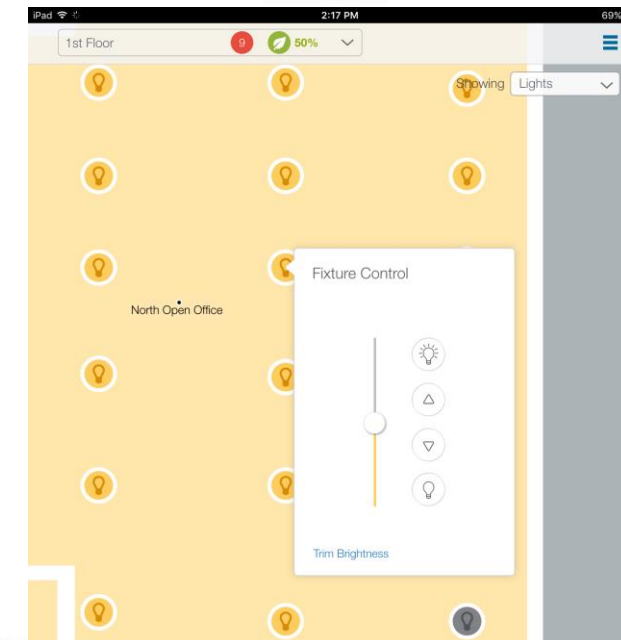 iPad 2:17 PM 69%
1st Floor 9 50%
Showing Lights
Fixture Control
North Open Office
Trim Brightness